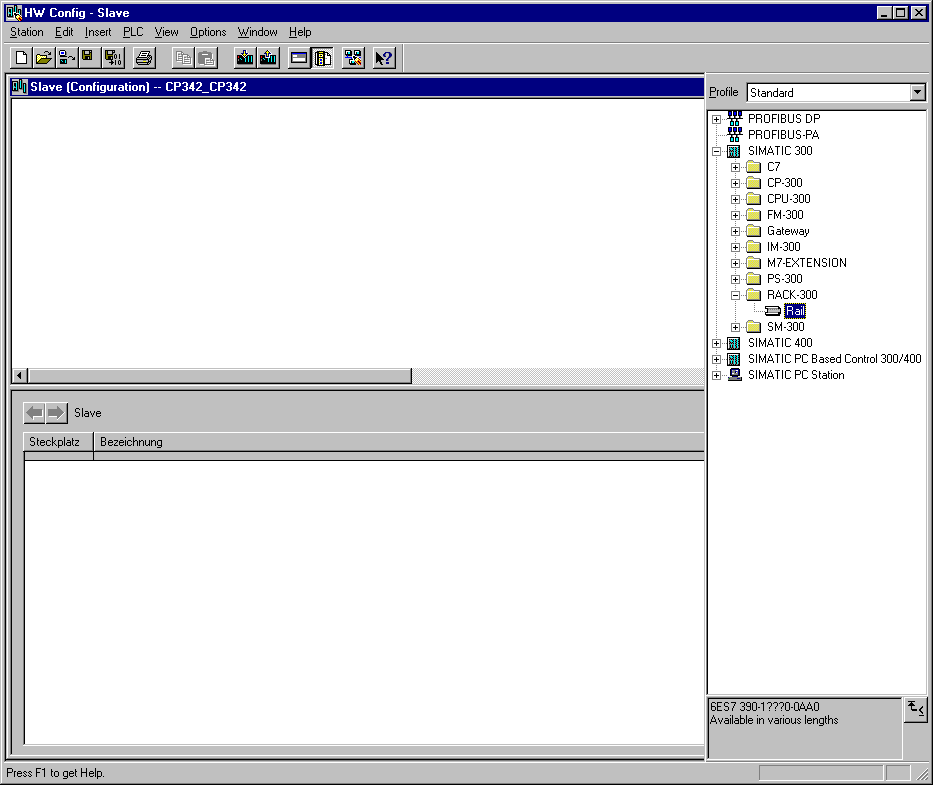 HW Config - Slave
Station Edit Insert PLC View Options Window Help
Slave (Configuration) -- CP342_CP342
Profile Standard
PROFIBUS DP
PROFIBUS-PA
SIMATIC 300
C7
CP-300
CPU-300
FM-300
Gateway
IM-300
M7-EXTENSION
PS-300
RACK-300
Rail
SM-300
SIMATIC 400
SIMATIC PC Based Control 300/400
SIMATIC PC Station
Slave
Steckplatz Bezeichnung
6ES7 390-1???0-0AA0
Available in various lengths
Press F1 to get Help.